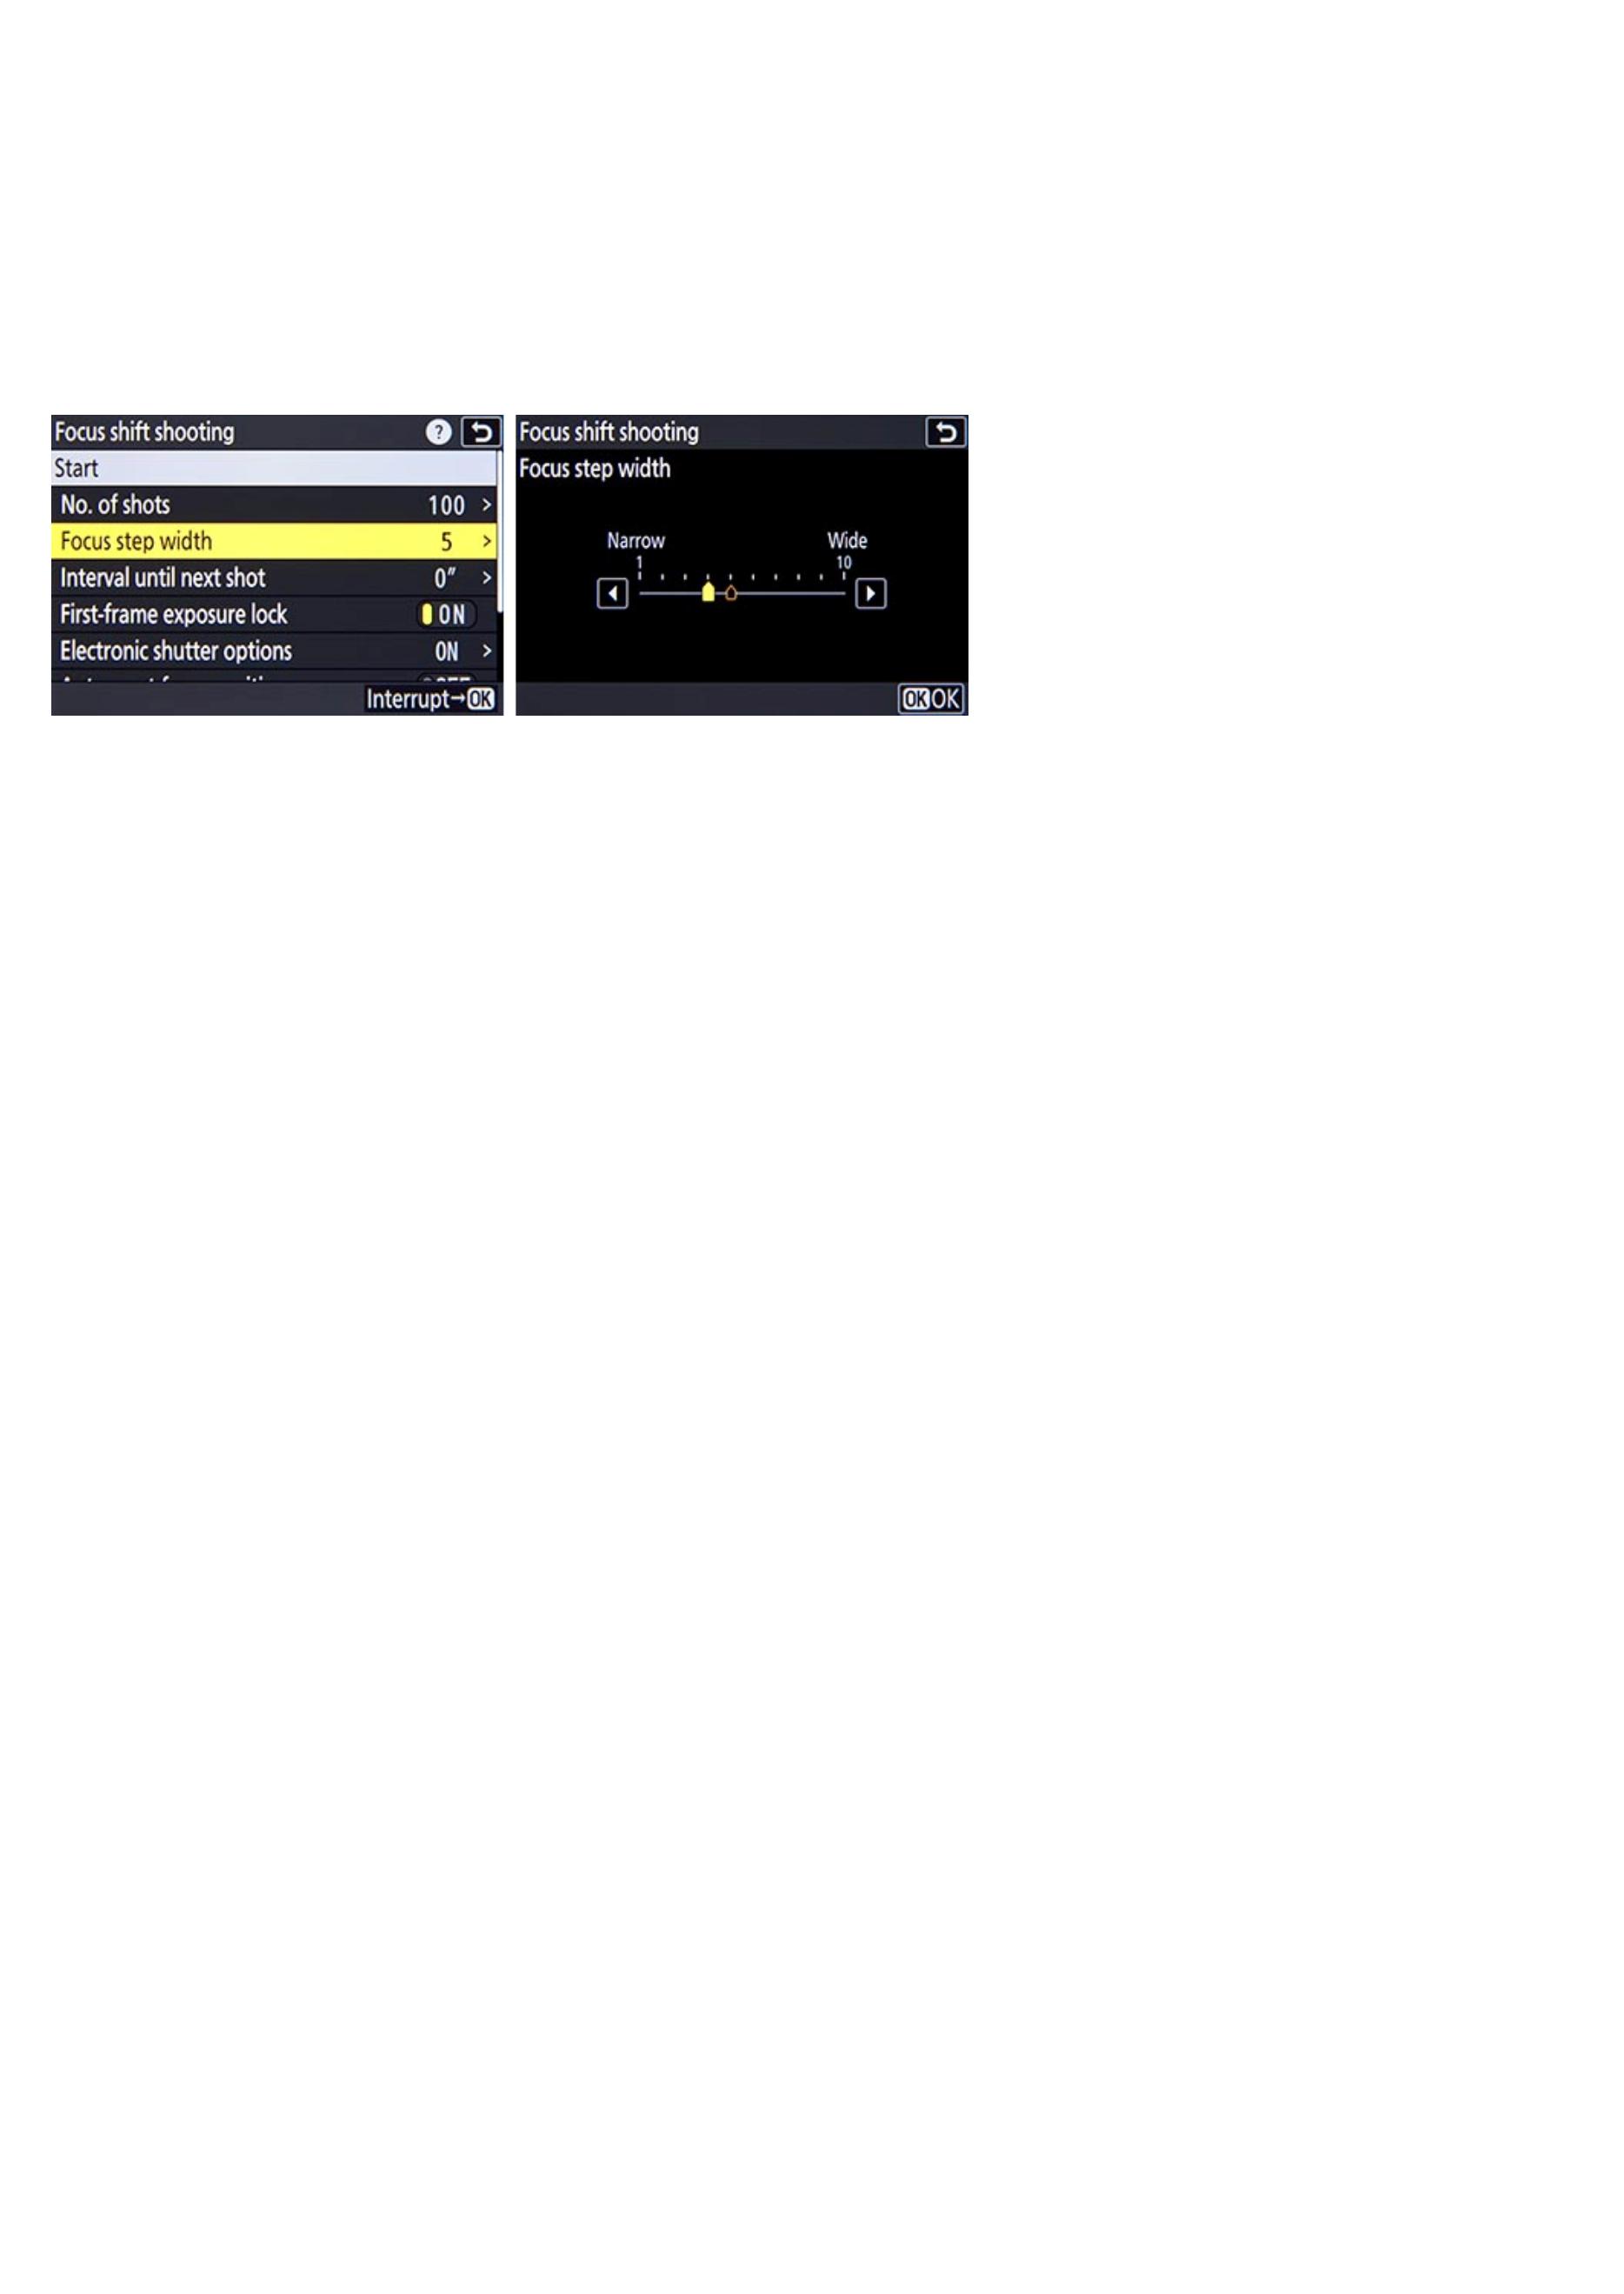 Focus shift shooting
Start
No. of shots 100 >
Focus step width 5 >
Interval until next shot 0" >
First-frame exposure lock ON
Electronic shutter options ON >
Interrupt→OK
Focus shift shooting
Focus step width
Narrow Wide
1 10
OK OK